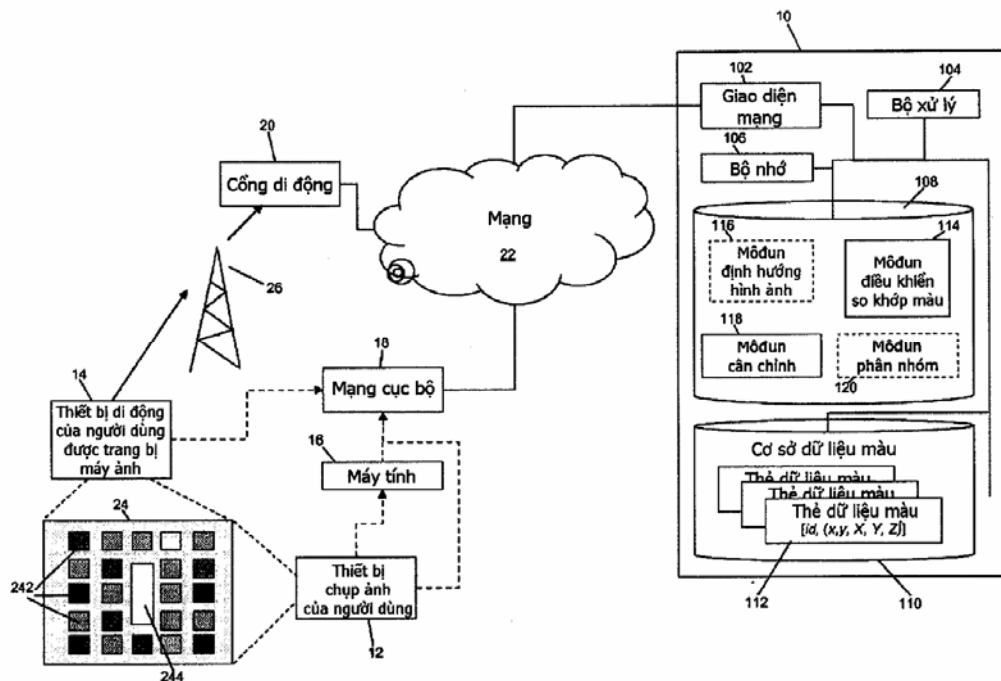 10
102
Giao diện
mạng
104
Bộ xử lý
106
Bộ nhớ
20
Cổng di động
Mạng
22
26
108
116
Môđun
định hướng
hình ảnh
114
Môđun
điều khiển
so khớp màu
118
Môđun
cân chỉnh
Môđun
phân nhóm
120
18
Mạng cục bộ
14
Thiết bị di động
của người dùng
được trang bị
máy ảnh
16
Máy tính
Cơ sở dữ liệu màu
Thẻ dữ liệu màu
Thẻ dữ liệu màu
Thẻ dữ liệu màu
[id, (x,y, X, Y, Z)]
24
242
244
Thiết bị
chụp ảnh
của người dùng
12
112
110